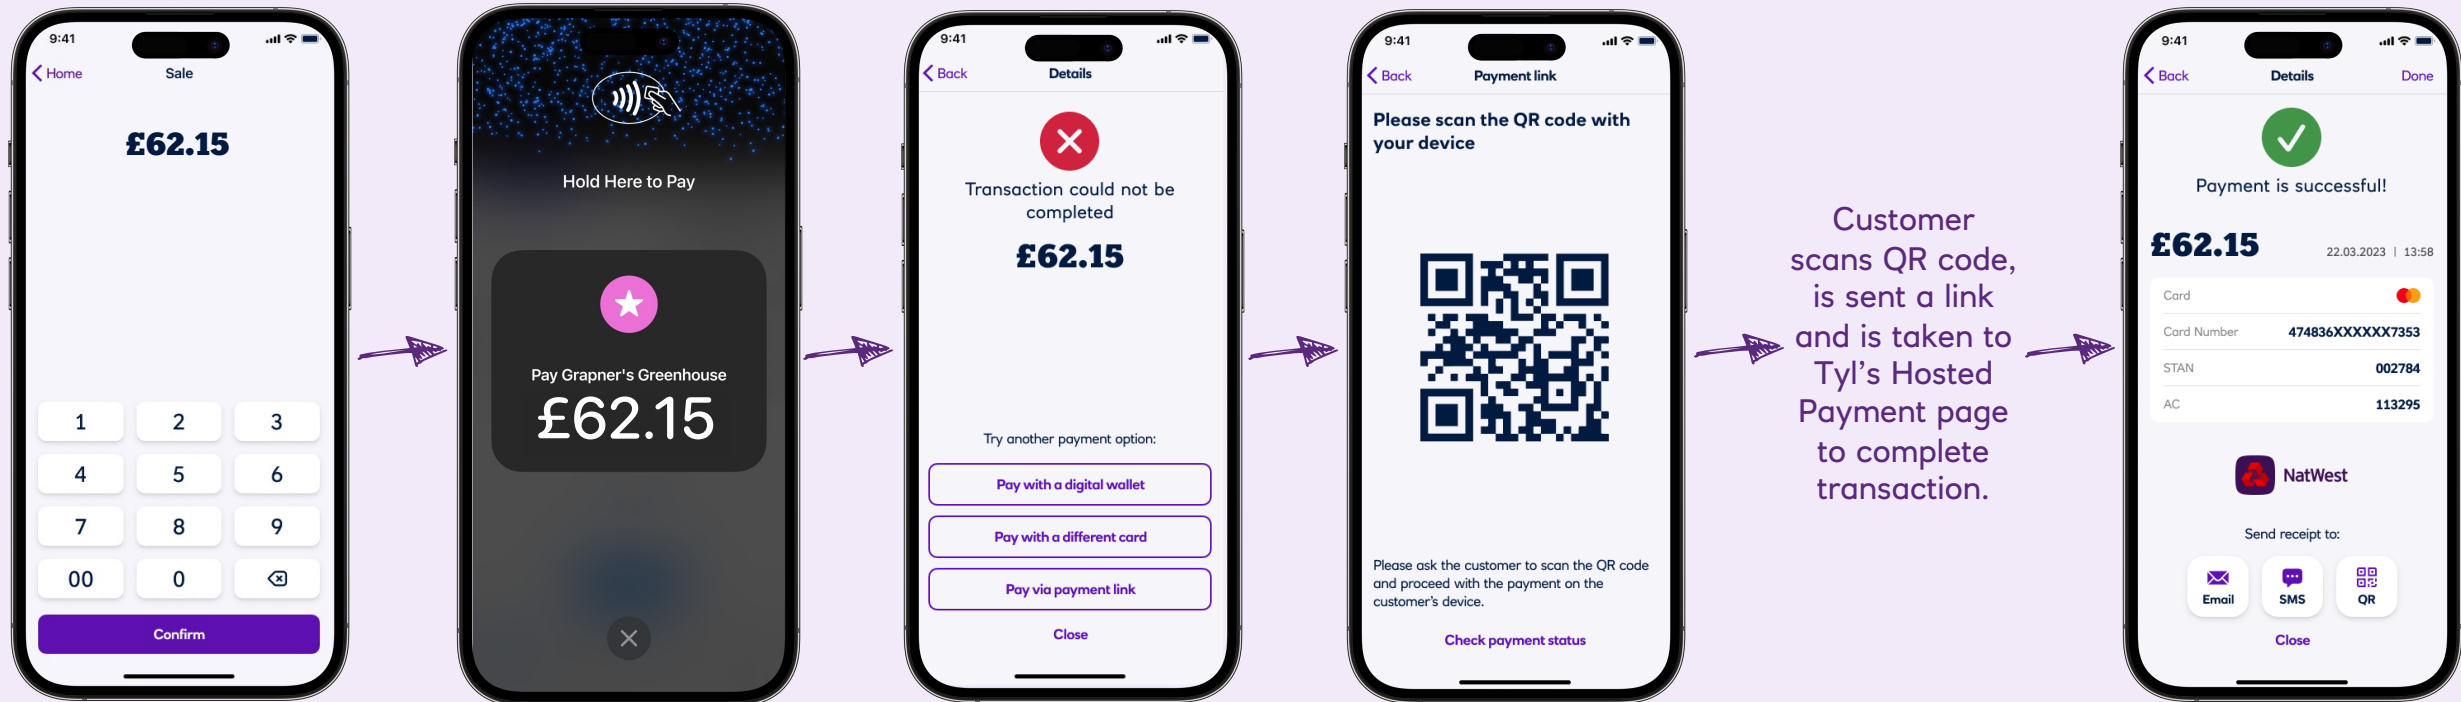 9:41
Home
Sale
£62.15
1
2
3
4
5
6
7
8
9
00
0
Confirm
Hold Here to Pay
Pay Grapner's Greenhouse
£62.15
9:41
Back
Details
Transaction could not be
completed
£62.15
Try another payment option:
Pay with a digital wallet
Pay with a different card
Pay via payment link
Close
9:41
Back
Payment link
Please scan the QR code with
your device
Please ask the customer to scan the QR code
and proceed with the payment on the
customer's device.
Check payment status
Customer
scans QR code,
is sent a link
and is taken to
Tyl's Hosted
Payment page
to complete
transaction.
9:41
Back
Details
Done
Payment is successful!
£62.15
22.03.2023 | 13:58
Card
Card Number 474836XXXXXX7353
STAN 002784
AC 113295
NatWest
Send receipt to:
Email
SMS
QR
Close